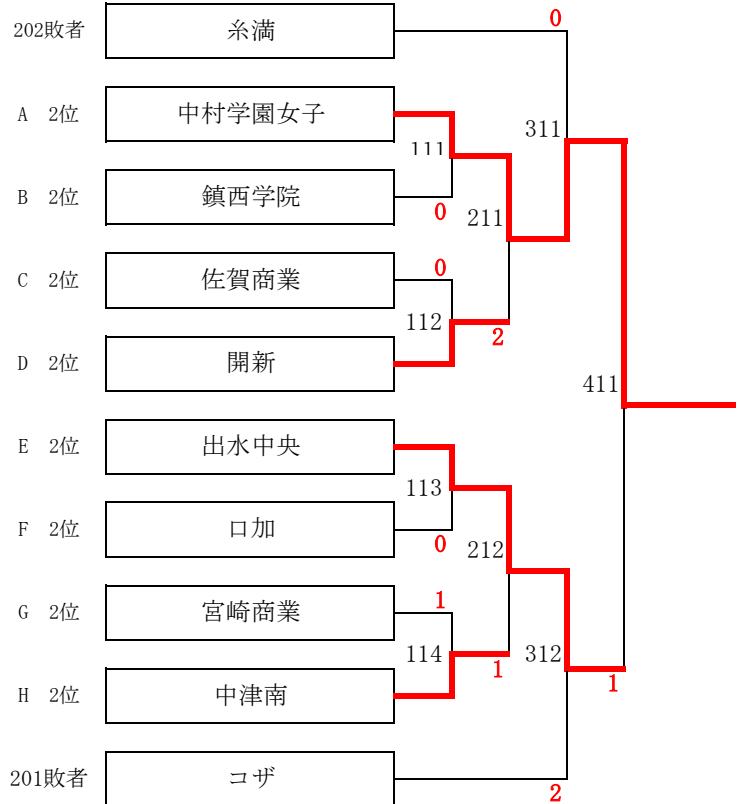 0
202敗者 糸満
A 2位 中村学園女子
311
111
B 2位 鎮西学院
0 211
0
C 2位 佐賀商業
112
2
D 2位 開新
411
E 2位 出水中央
113
F 2位 口加
0 212
1
G 2位 宮崎商業
114 312
1 1
H 2位 中津南
201敗者 コザ
2